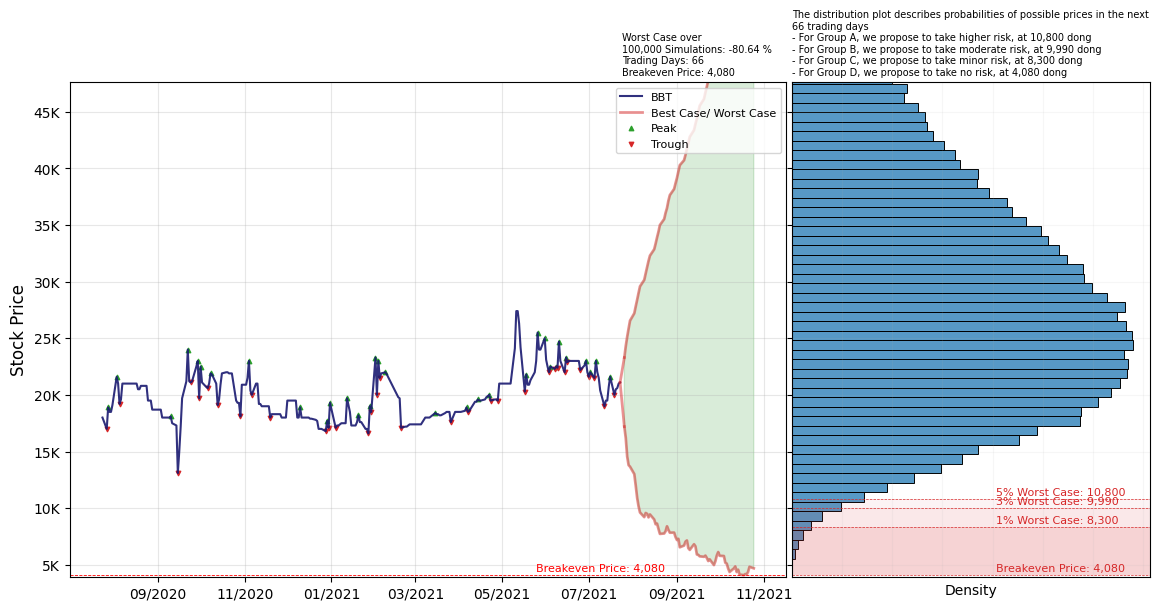 Worst Case over
100,000 Simulations: -80.64 %
Trading Days: 66
Breakeven Price: 4,080
The distribution plot describes probabilities of possible prices in the next
66 trading days
- For Group A, we propose to take higher risk, at 10,800 dong
- For Group B, we propose to take moderate risk, at 9,990 dong
- For Group C, we propose to take minor risk, at 8,300 dong
- For Group D, we propose to take no risk, at 4,080 dong
BBT
Best Case/ Worst Case
Peak
Trough
Stock Price
45K
40K
35K
30K
25K
20K
15K
10K
5K
Breakeven Price: 4,080
09/2020
11/2020
01/2021
03/2021
05/2021
07/2021
09/2021
11/2021
5% Worst Case: 10,800
3% Worst Case: 9,990
1% Worst Case: 8,300
Breakeven Price: 4,080
Density